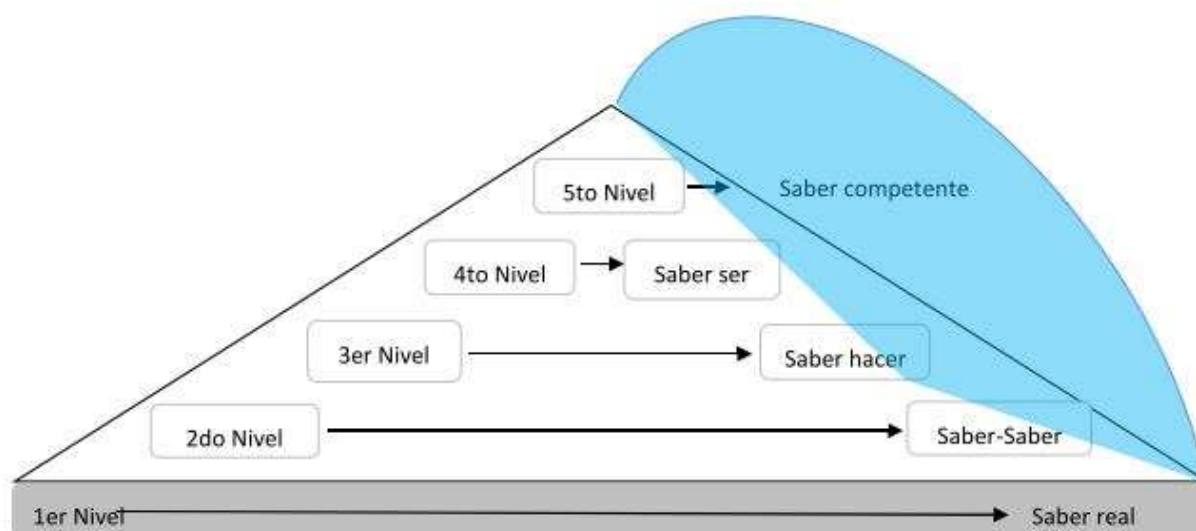 5to Nivel Saber competente
4to Nivel Saber ser
3er Nivel Saber hacer
2do Nivel Saber-Saber
1er Nivel Saber real